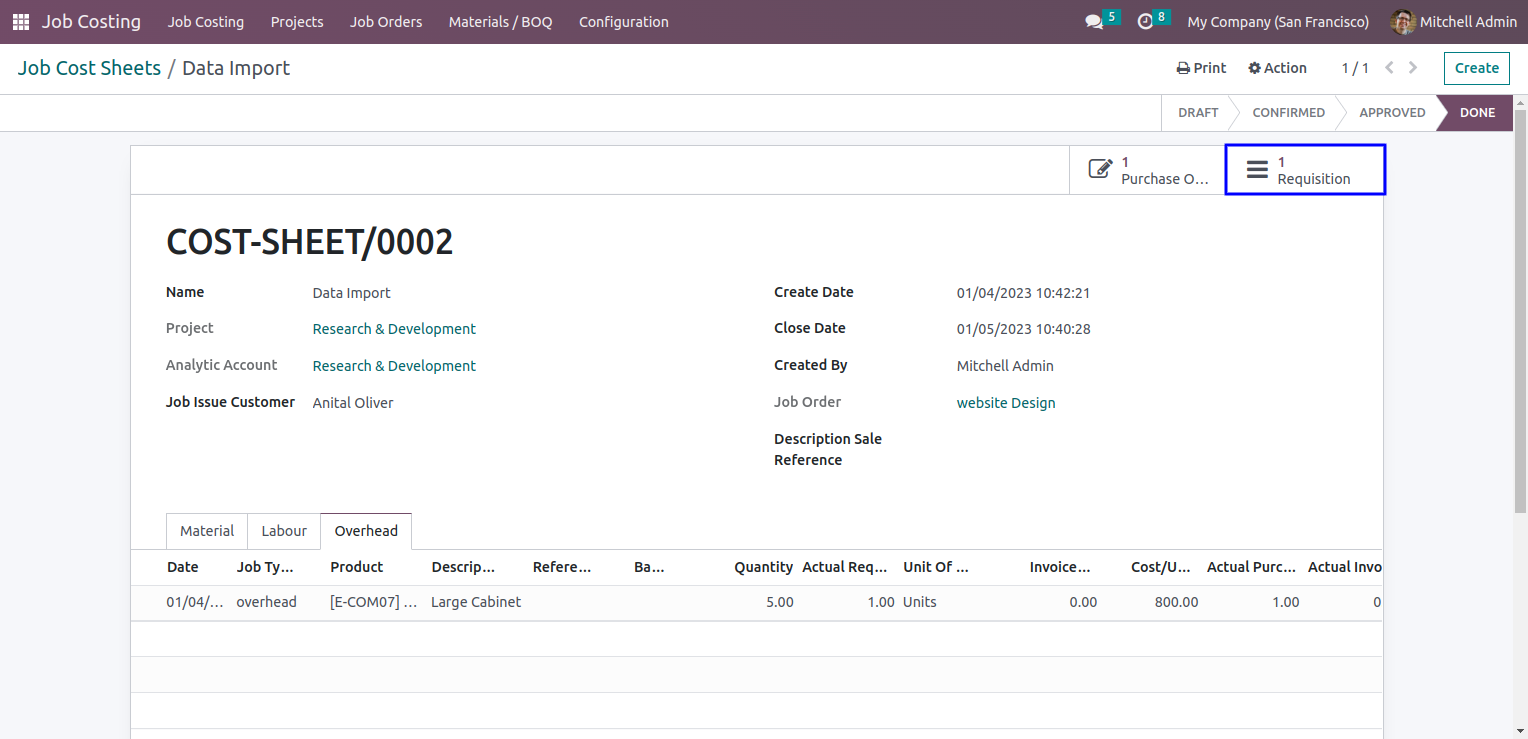 Job Costing Job Costing Projects Job Orders Materials / BOQ Configuration 5 8 My Company (San Francisco) Mitchell Admin
Job Cost Sheets / Data Import Print Action 1 / 1 Create
DRAFT CONFIRMED APPROVED DONE
1 Purchase O...
1 Requisition
COST-SHEET/0002
Name Data Import Create Date 01/04/2023 10:42:21
Project Research & Development Close Date 01/05/2023 10:40:28
Analytic Account Research & Development Created By Mitchell Admin
Job Issue Customer Anital Oliver Job Order website Design
Description Sale
Reference
Material Labour Overhead
Date Job Ty... Product Descrip... Refere... Ba... Quantity Actual Req... Unit Of ... Invoice... Cost/U... Actual Purc... Actual Invo
01/04/... overhead [E-COM07] ... Large Cabinet 5.00 1.00 Units 0.00 800.00 1.00 0